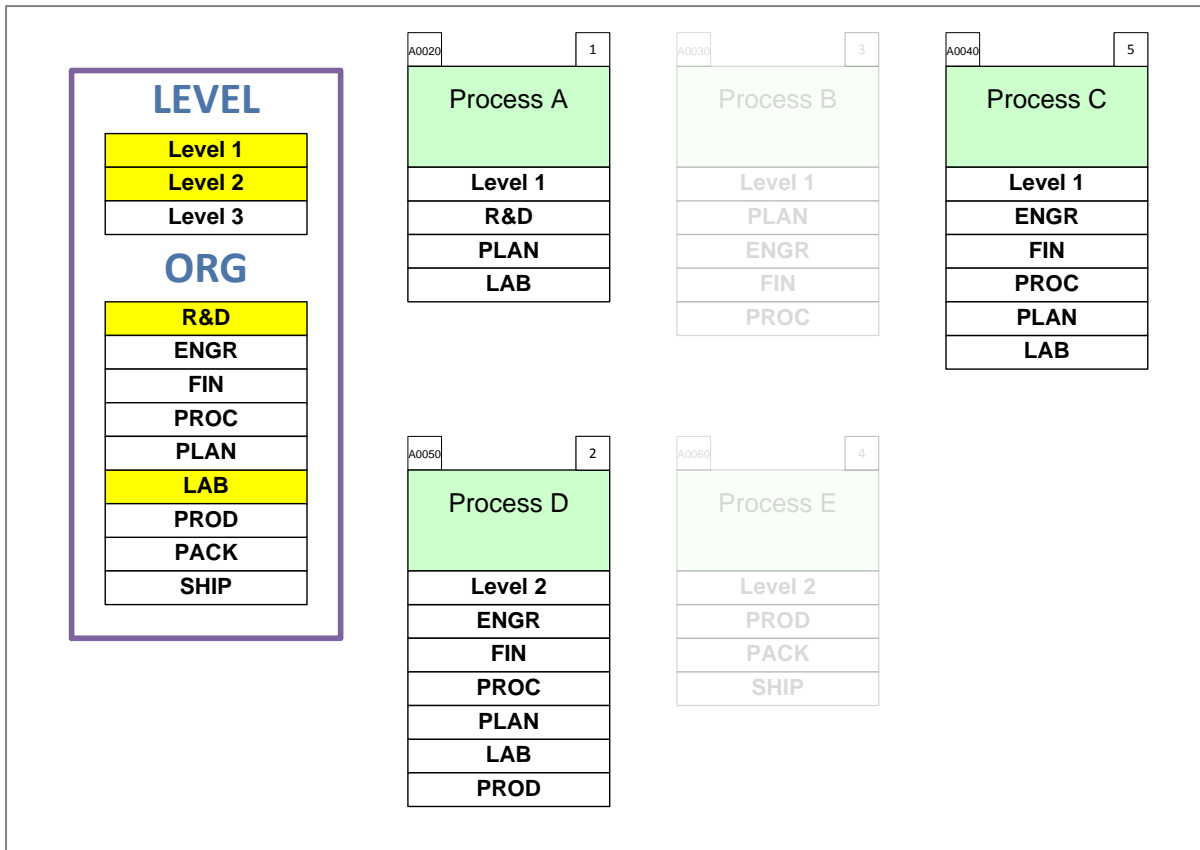 LEVEL
Level 1
Level 2
Level 3
ORG
R&D
ENGR
FIN
PROC
PLAN
LAB
PROD
PACK
SHIP
A0020 1
Process A
Level 1
R&D
PLAN
LAB
A0030 3
Process B
Level 1
PLAN
ENGR
FIN
PROC
A0040 5
Process C
Level 1
ENGR
FIN
PROC
PLAN
LAB
A0050 2
Process D
Level 2
ENGR
FIN
PROC
PLAN
LAB
PROD
A0060 4
Process E
Level 2
PROD
PACK
SHIP